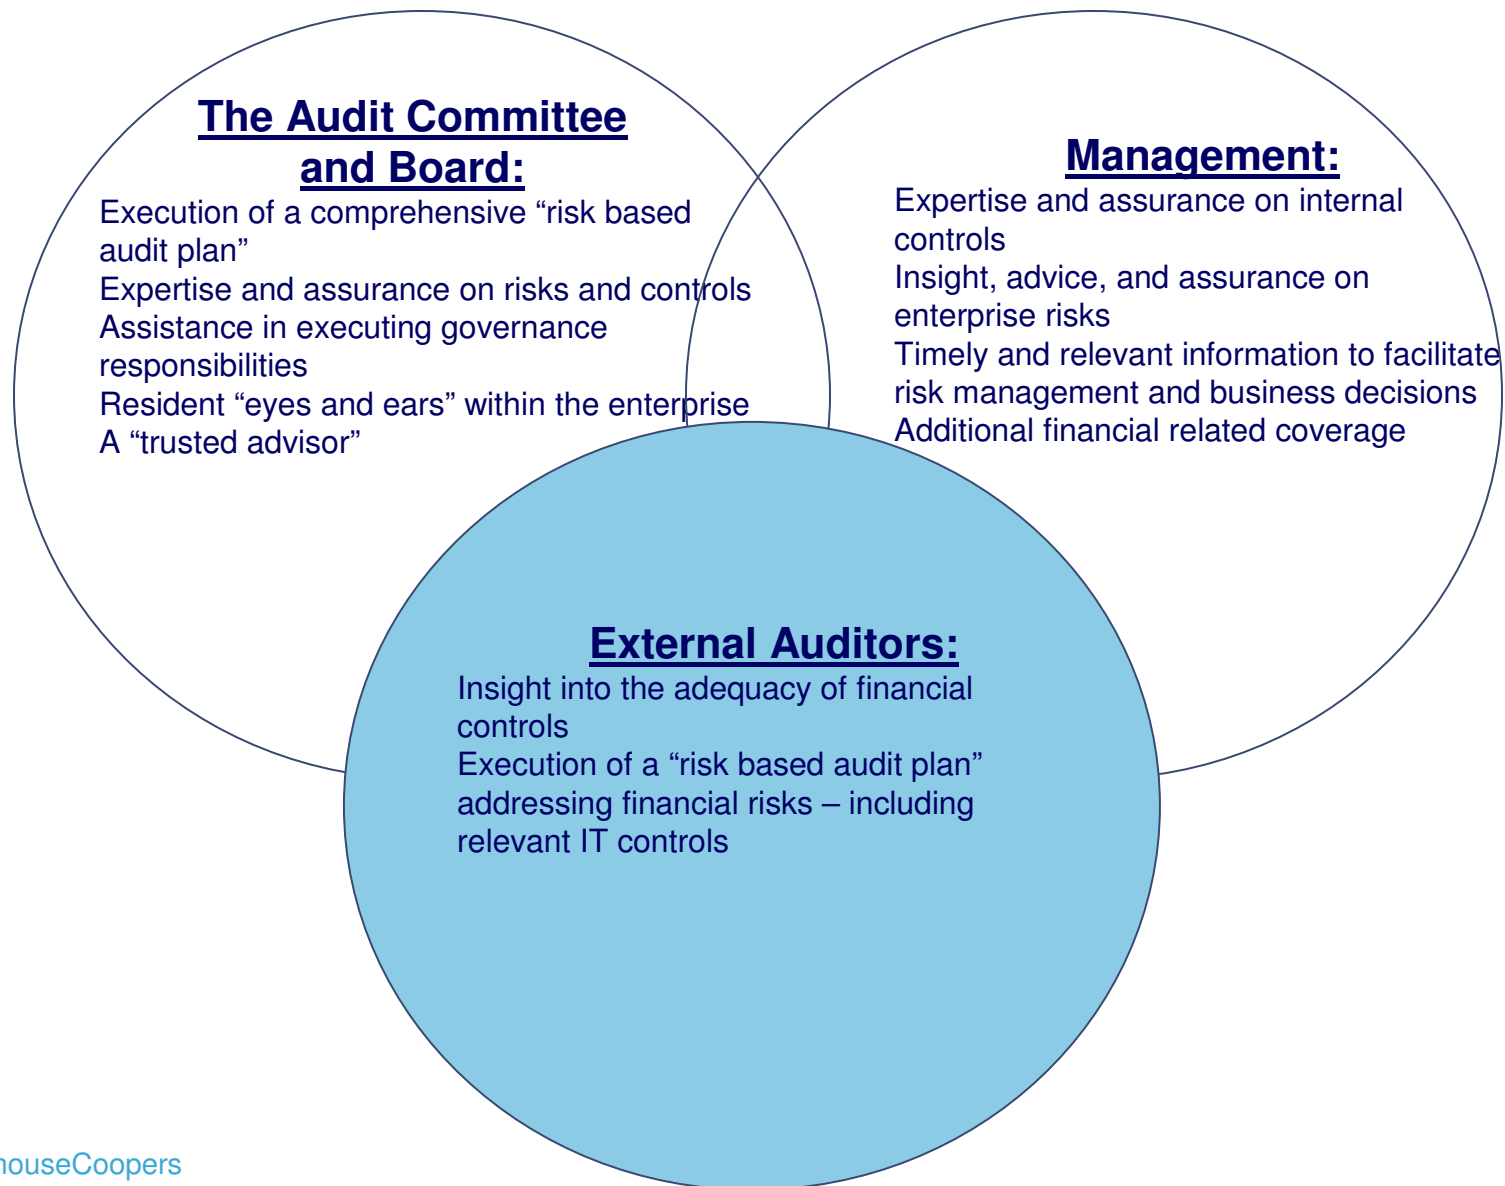 The Audit Committee
and Board:
Execution of a comprehensive “risk based
audit plan”
Expertise and assurance on risks and controls
Assistance in executing governance
responsibilities
Resident “eyes and ears” within the enterprise
A “trusted advisor”
Management:
Expertise and assurance on internal
controls
Insight, advice, and assurance on
enterprise risks
Timely and relevant information to facilitate
risk management and business decisions
Additional financial related coverage
External Auditors:
Insight into the adequacy of financial
controls
Execution of a “risk based audit plan”
addressing financial risks – including
relevant IT controls
houseCoopers